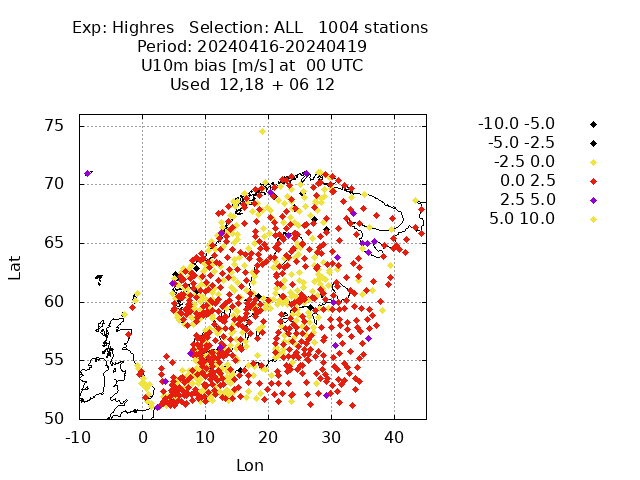 Exp: Highres   Selection: ALL   1004 stations
Period: 20240416-20240419
U10m bias [m/s] at  00 UTC
Used  12,18 + 06 12
-10.0 -5.0
-5.0 -2.5
-2.5 0.0
0.0 2.5
2.5 5.0
5.0 10.0
75
70
65
60
55
50
Lat
-10 0 10 20 30 40
Lon